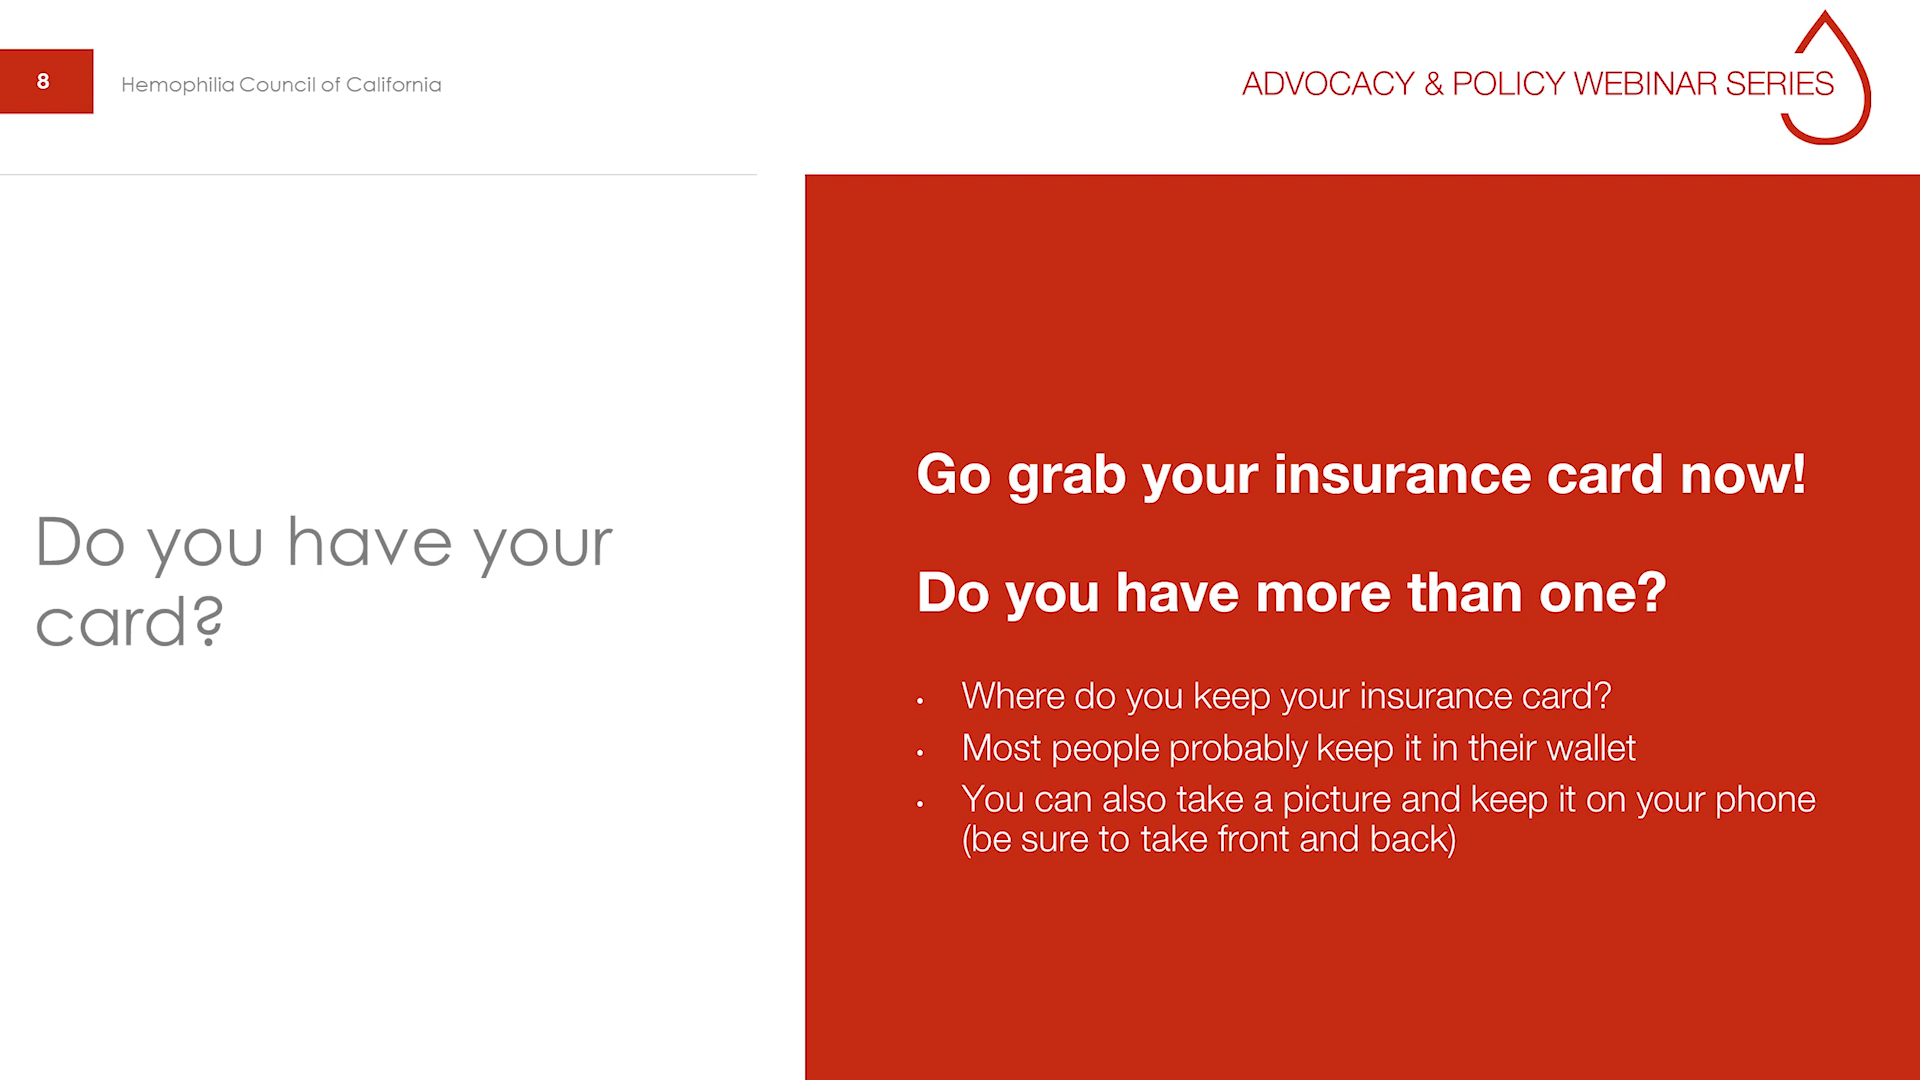 8
Hemophilia Council of California
ADVOCACY & POLICY WEBINAR SERIES
Do you have your
card?
Go grab your insurance card now!
Do you have more than one?
• Where do you keep your insurance card?
• Most people probably keep it in their wallet
• You can also take a picture and keep it on your phone
(be sure to take front and back)